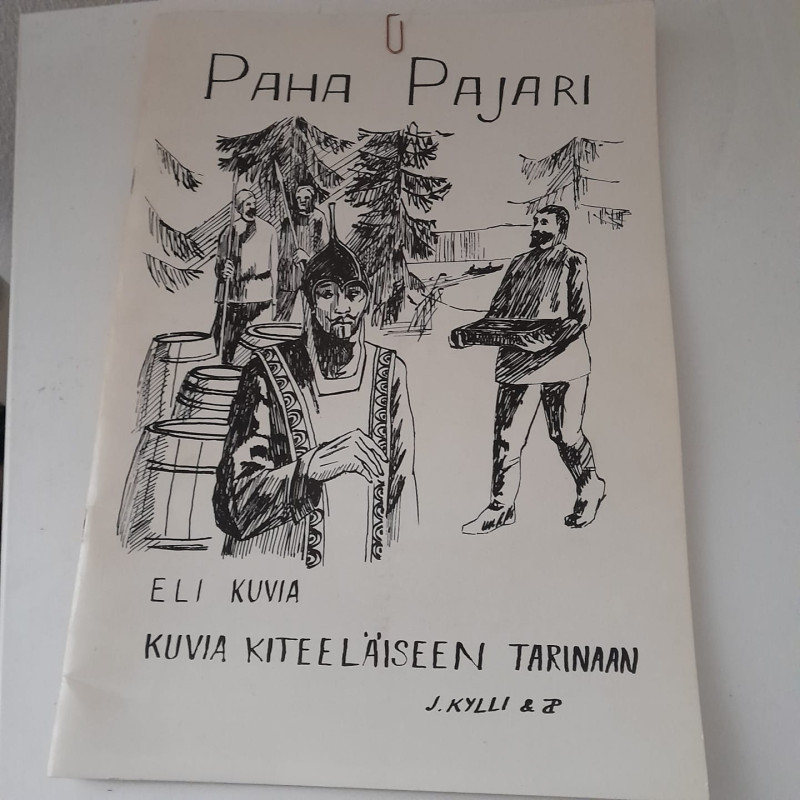 PAHA PAJARI
ELI KUVIA
KUVIA KITEELÄISEEN TARINAAN
J. KYLLI &